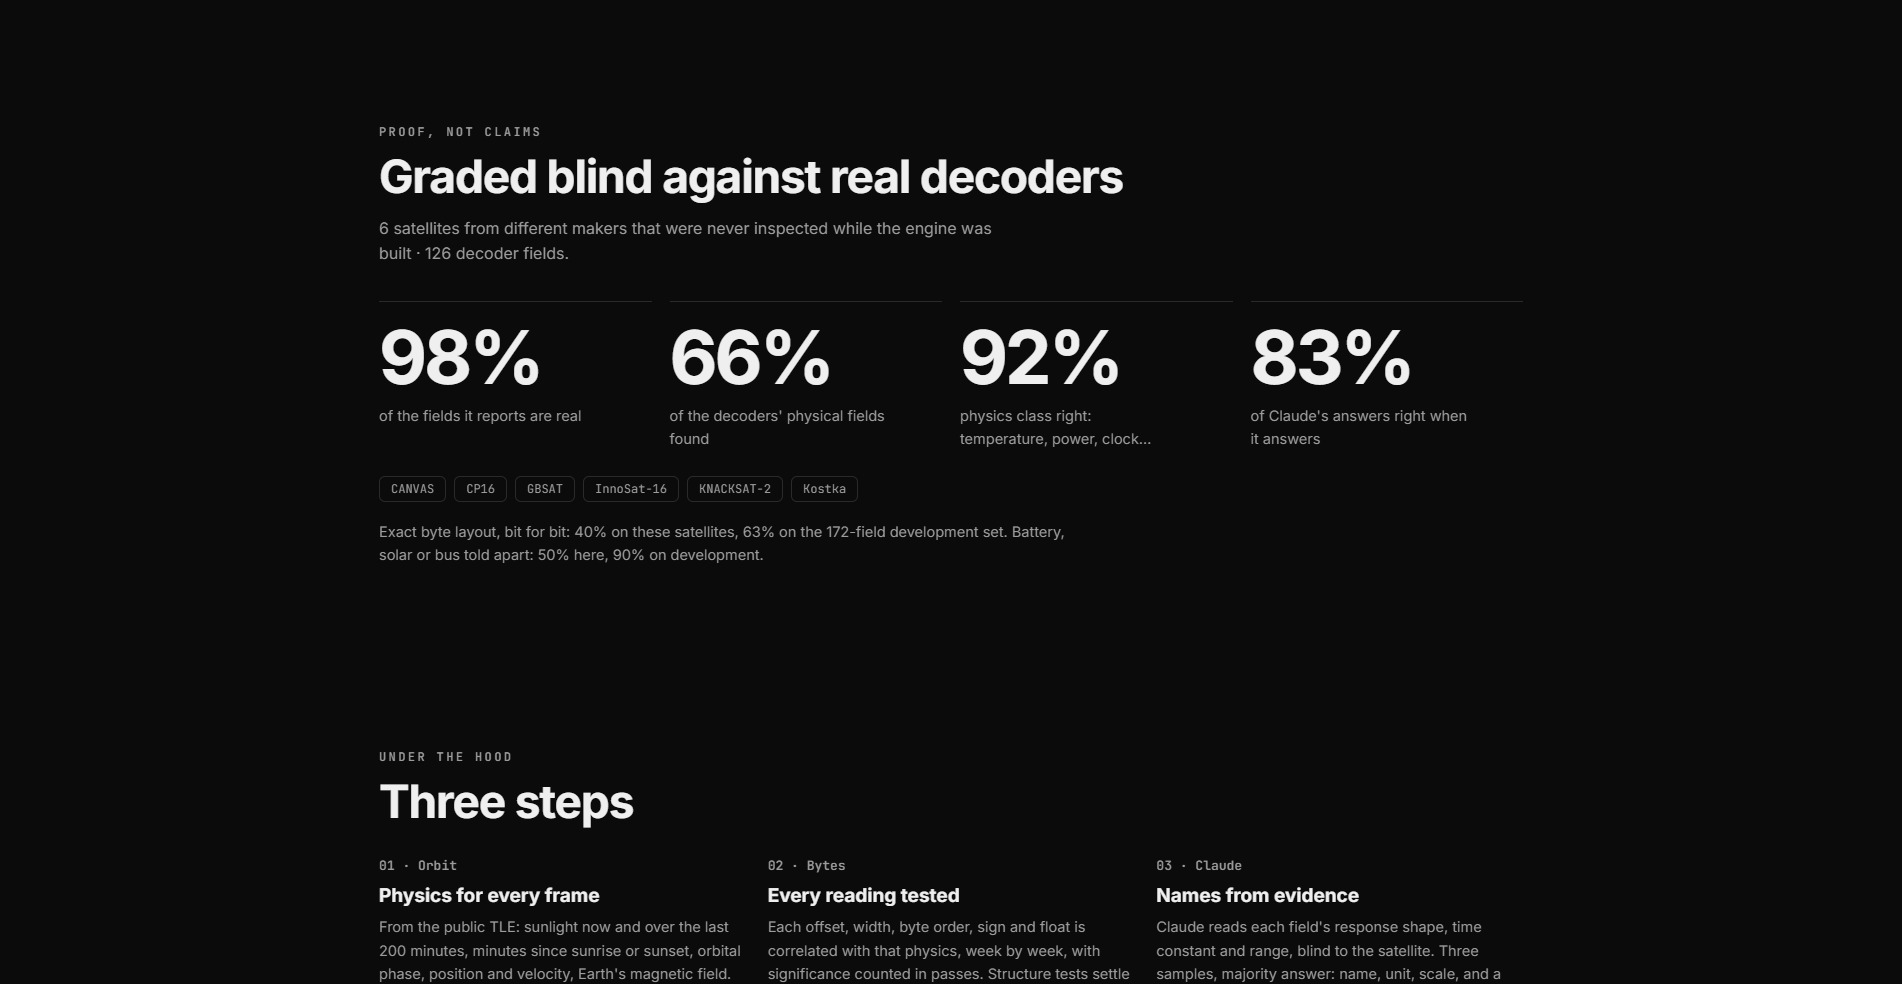 PROOF, NOT CLAIMS
Graded blind against real decoders
6 satellites from different makers that were never inspected while the engine was
built · 126 decoder fields.
98%
of the fields it reports are real
66%
of the decoders' physical fields
found
92%
physics class right:
temperature, power, clock...
83%
of Claude's answers right when
it answers
CANVAS
CP16
GBSAT
InnoSat-16
KNACKSAT-2
Kostka
Exact byte layout, bit for bit: 40% on these satellites, 63% on the 172-field development set. Battery,
solar or bus told apart: 50% here, 90% on development.
UNDER THE HOOD
Three steps
01 · Orbit
Physics for every frame
From the public TLE: sunlight now and over the last
200 minutes, minutes since sunrise or sunset, orbital
phase, position and velocity, Earth's magnetic field.
02 · Bytes
Every reading tested
Each offset, width, byte order, sign and float is
correlated with that physics, week by week, with
significance counted in passes. Structure tests settle
03 · Claude
Names from evidence
Claude reads each field's response shape, time
constant and range, blind to the satellite. Three
samples, majority answer: name, unit, scale, and a